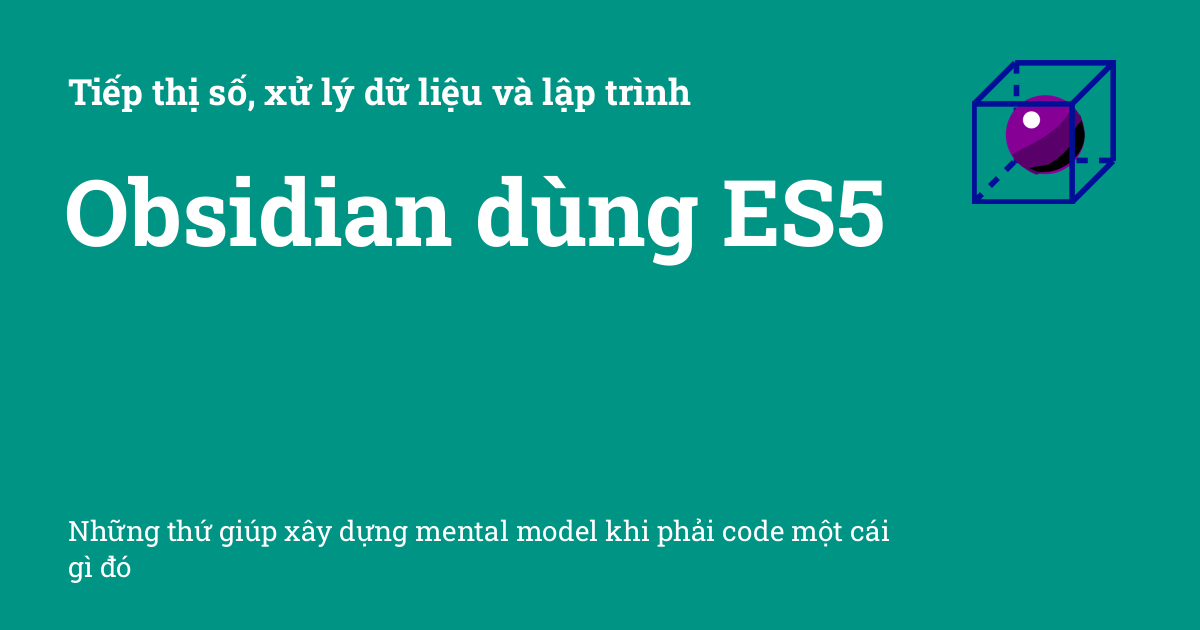 Tiếp thị số, xử lý dữ liệu và lập trình
Obsidian dùng ES5
Những thứ giúp xây dựng mental model khi phải code một cái
gì đó